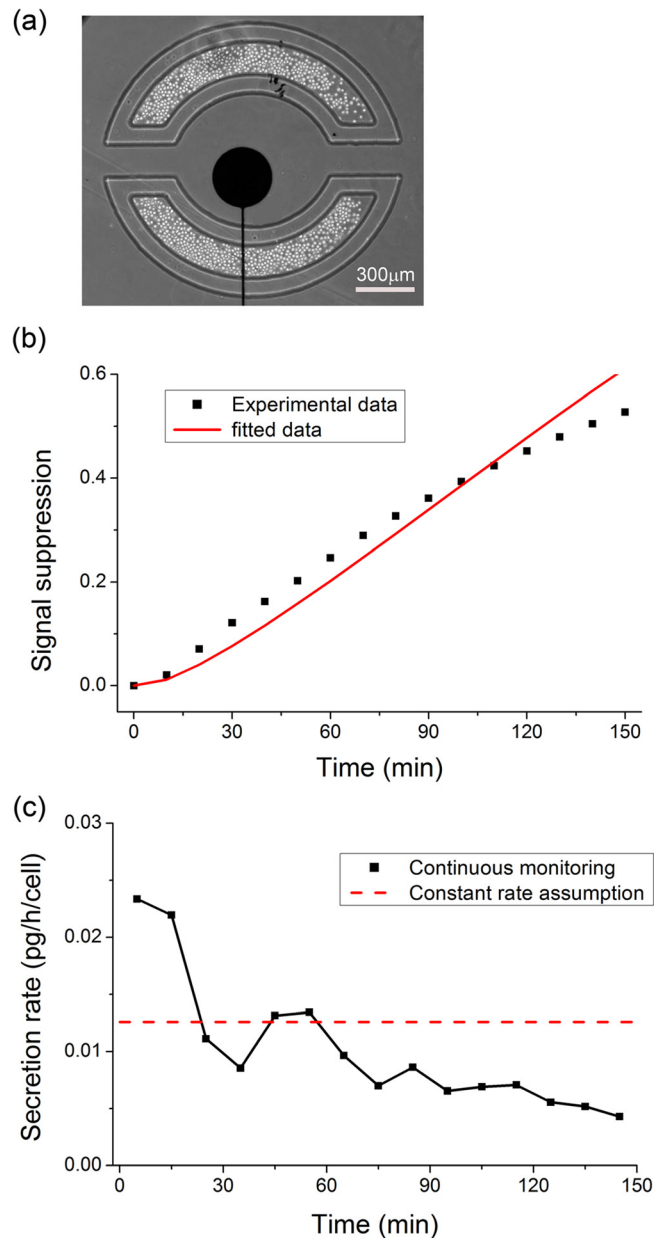 (a)
300μm
(b)
0.6
Experimental data
fitted data
0.4
Signal suppression
0.2
0.0
0 30 60 90 120 150
Time (min)
(c)
0.03
Continuous monitoring
Constant rate assumption
0.02
Secretion rate (pg/h/cell)
0.01
0.00
0 30 60 90 120 150
Time (min)